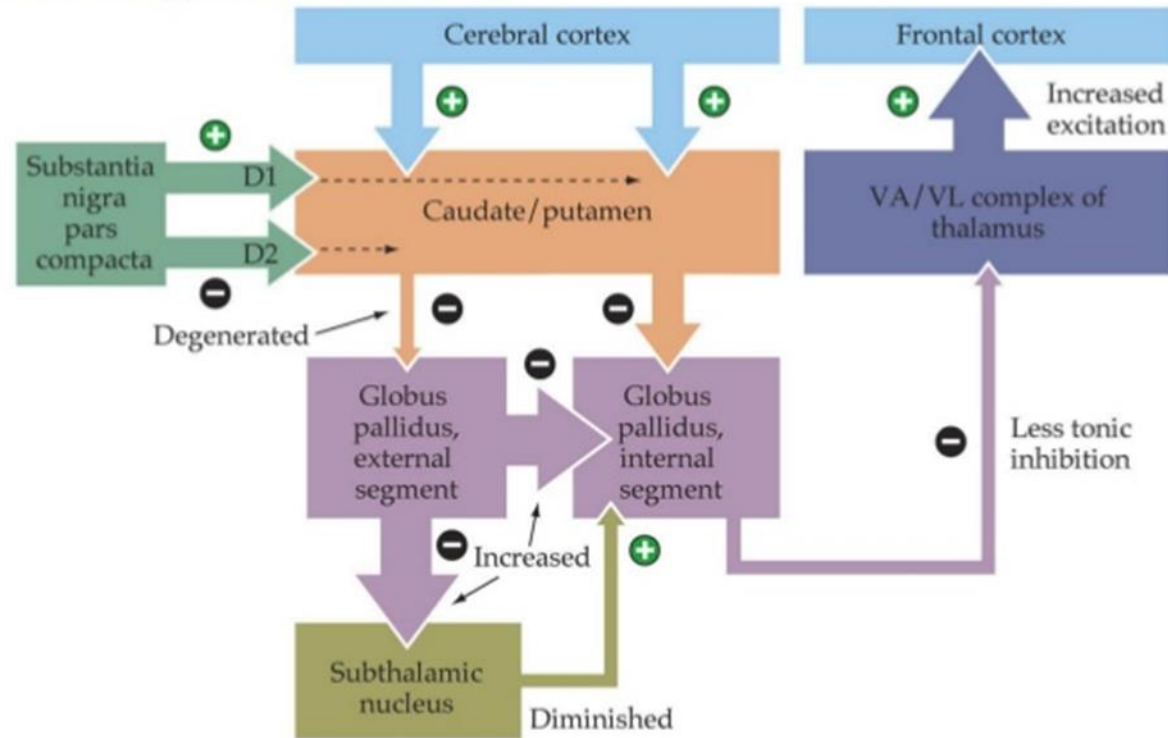 Cerebral cortex
Frontal cortex
+
+
+
Increased
excitation
+
Substantia
nigra
pars
compacta
D1
D2
−
Caudate/putamen
VA/VL complex of
thalamus
Degenerated
−
−
−
Globus
pallidus,
external
segment
Globus
pallidus,
internal
segment
−
Less tonic
inhibition
−
Increased
+
Subthalamic
nucleus
Diminished